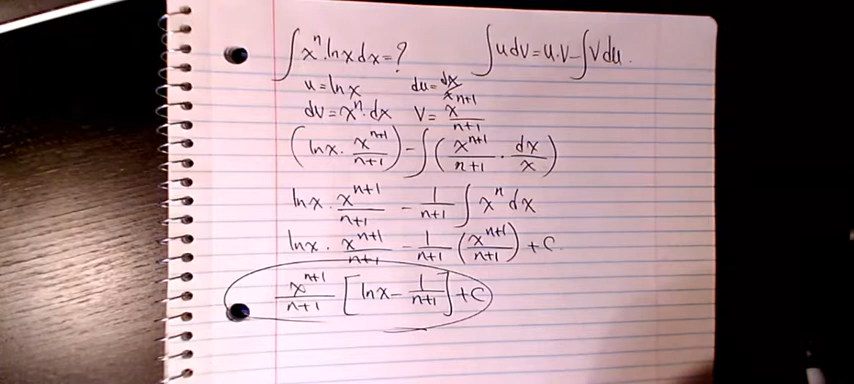 ∫ xⁿ·lnx dx = ? ∫ u dv = u·v − ∫ v du.
u = lnx du = dx/x
dv = xⁿ·dx v = xⁿ⁺¹/(n+1)
(lnx · xⁿ⁺¹/(n+1)) − ∫ (xⁿ⁺¹/(n+1) · dx/x)
lnx · xⁿ⁺¹/(n+1) − 1/(n+1) ∫ xⁿ dx
lnx · xⁿ⁺¹/(n+1) − 1/(n+1) (xⁿ⁺¹/(n+1)) + C
xⁿ⁺¹/(n+1) [lnx − 1/(n+1)] + C